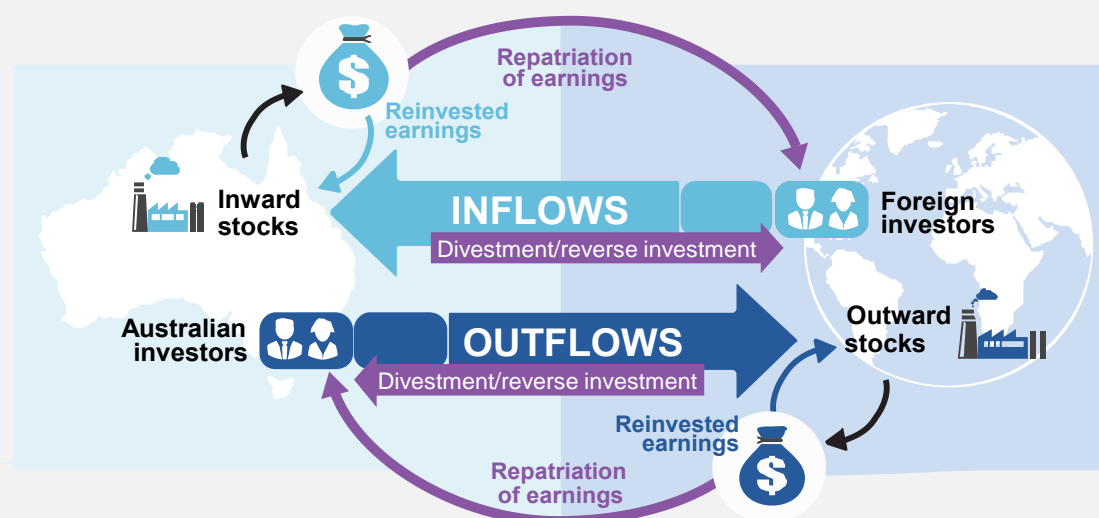 Repatriation
of earnings
$
Reinvested
earnings
Inward
stocks
INFLOWS
Foreign
investors
Divestment/reverse investment
Australian
investors
OUTFLOWS
Outward
stocks
Divestment/reverse investment
Reinvested
earnings
$
Repatriation
of earnings